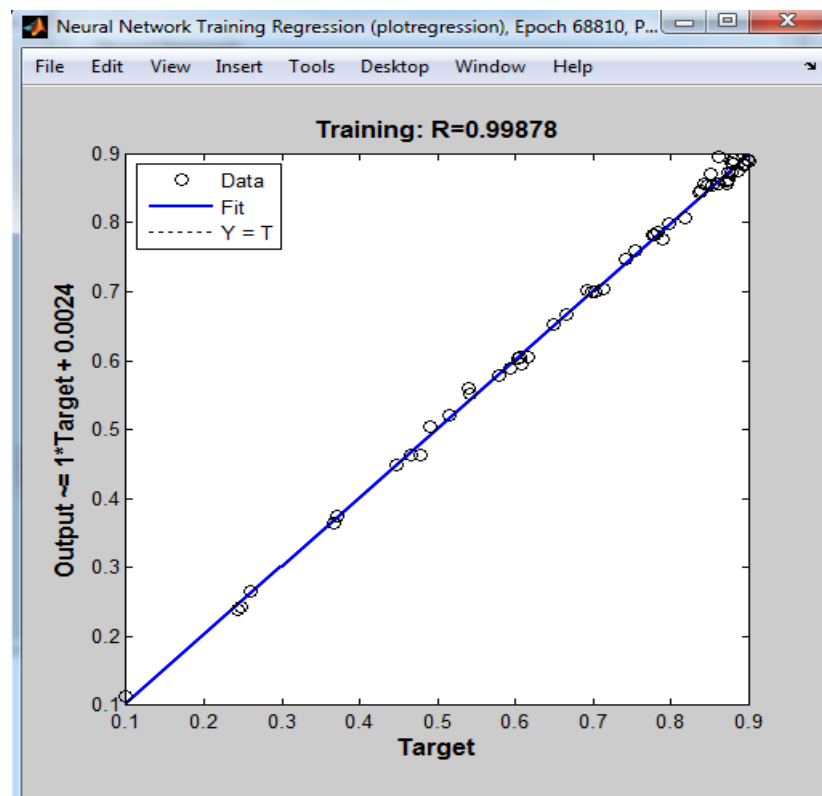 Neural Network Training Regression (plotregression), Epoch 68810, P...
File Edit View Insert Tools Desktop Window Help
Training: R=0.99878
Data
Fit
Y = T
Output ~= 1*Target + 0.0024
0.9
0.8
0.7
0.6
0.5
0.4
0.3
0.2
0.1
0.1 0.2 0.3 0.4 0.5 0.6 0.7 0.8 0.9
Target